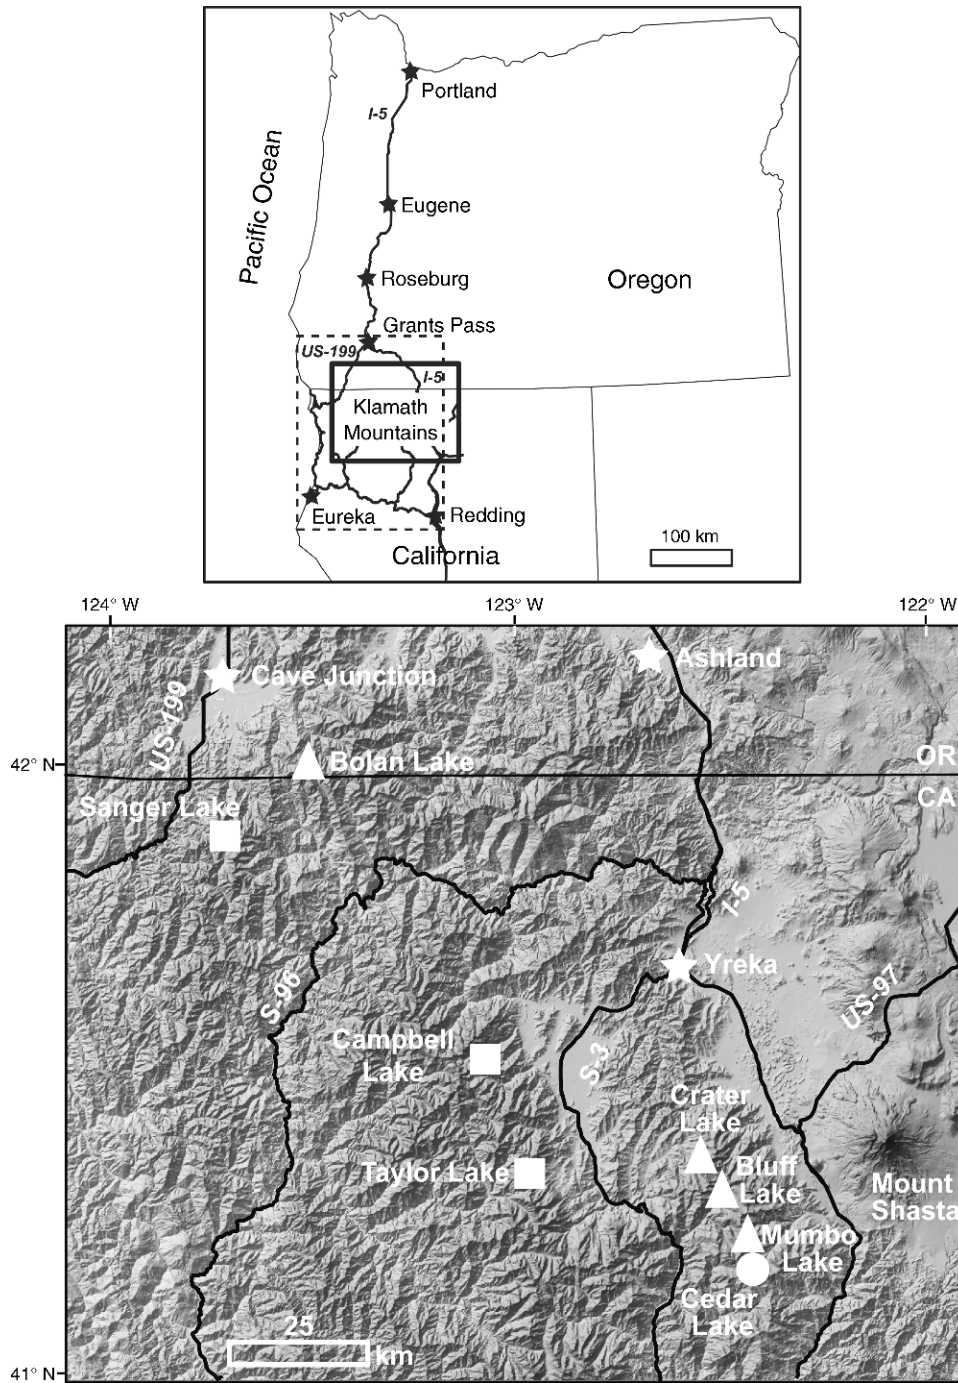 Portland
I-5
Pacific Ocean
Eugene
Roseburg
Oregon
Grants Pass
US-199
I-5
Klamath
Mountains
Eureka
Redding
100 km
California
124° W
123° W
122° W
Ashland
Cave Junction
US-199
Bolan Lake
42° N
OR
CA
Sanger Lake
I-5
Yreka
S-96
US-97
Campbell
Lake
S-3
Crater
Lake
Taylor Lake
Bluff
Lake
Mount
Shasta
Mumbo
Lake
Cedar
Lake
25
km
41° N